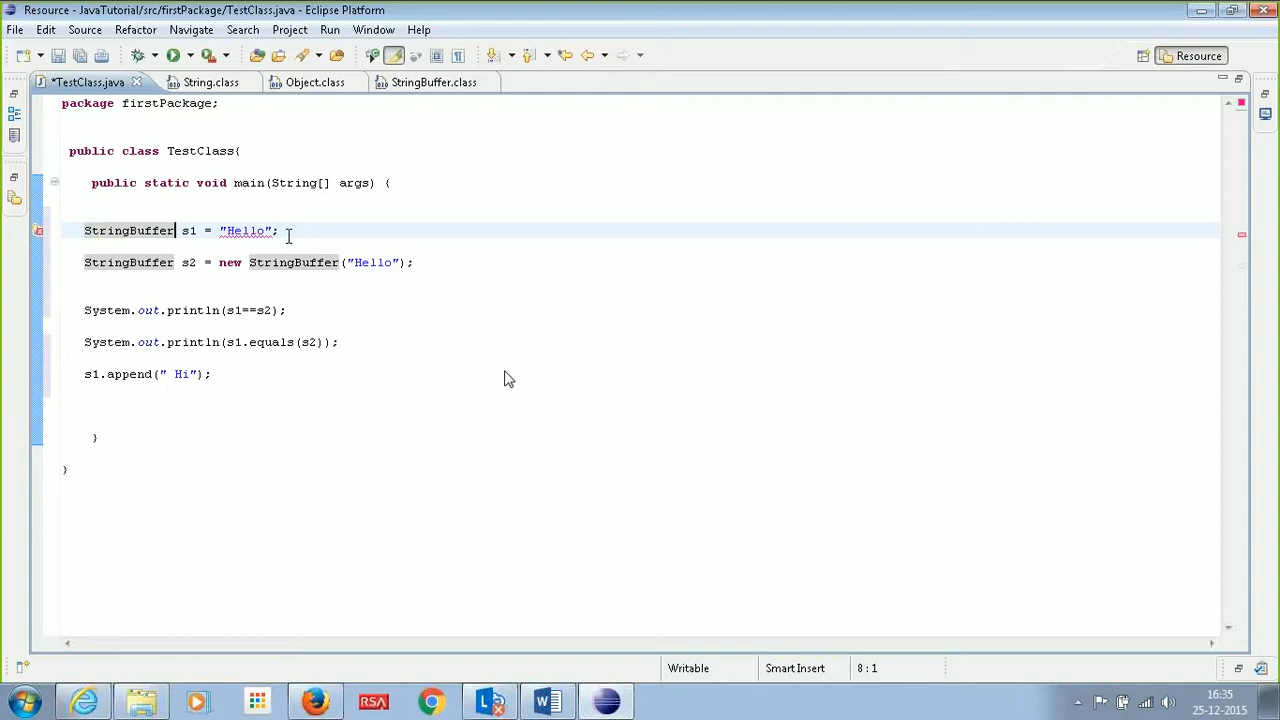 Resource - JavaTutorial/src/firstPackage/TestClass.java - Eclipse Platform
File Edit Source Refactor Navigate Search Project Run Window Help
Resource
*TestClass.java String.class Object.class StringBuffer.class
package firstPackage;
public class TestClass{
public static void main(String[] args) {
StringBuffer s1 = "Hello";
StringBuffer s2 = new StringBuffer("Hello");
System.out.println(s1==s2);
System.out.println(s1.equals(s2));
s1.append(" Hi");
}
}
Writable Smart Insert 8 : 1
RSA
16:35
25-12-2015